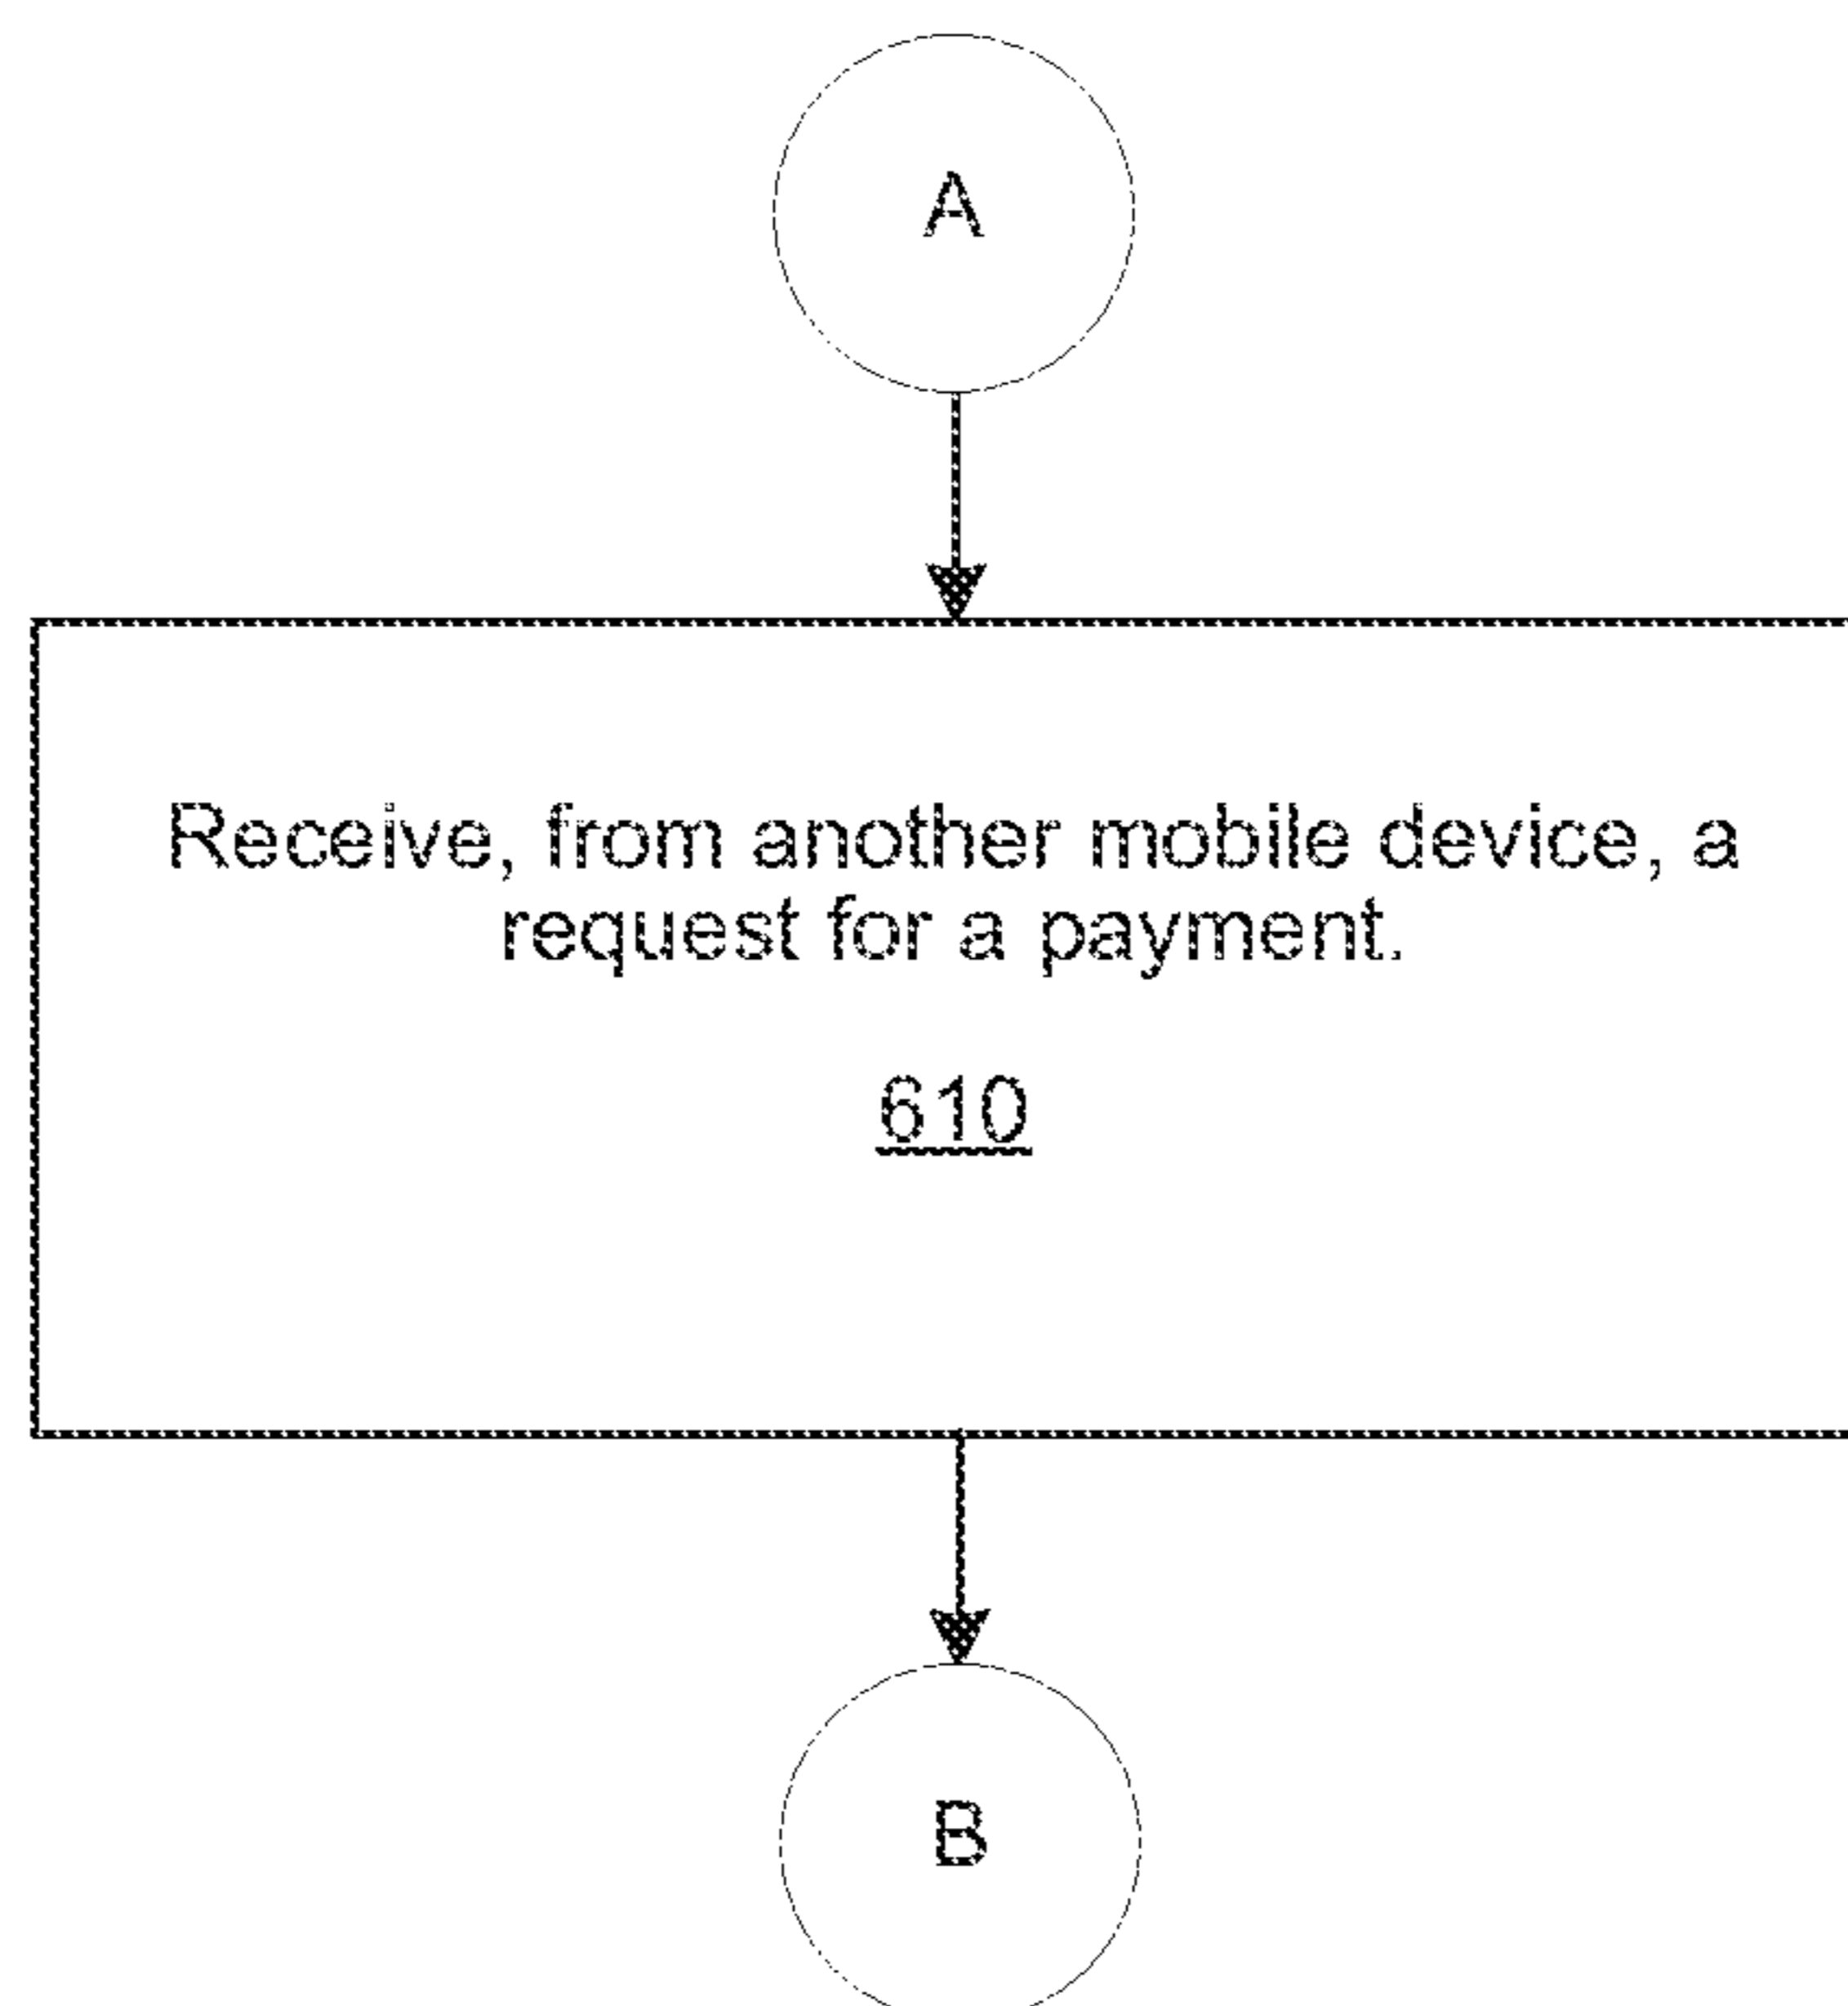 A
Receive, from another mobile device, a
request for a payment.
610
B